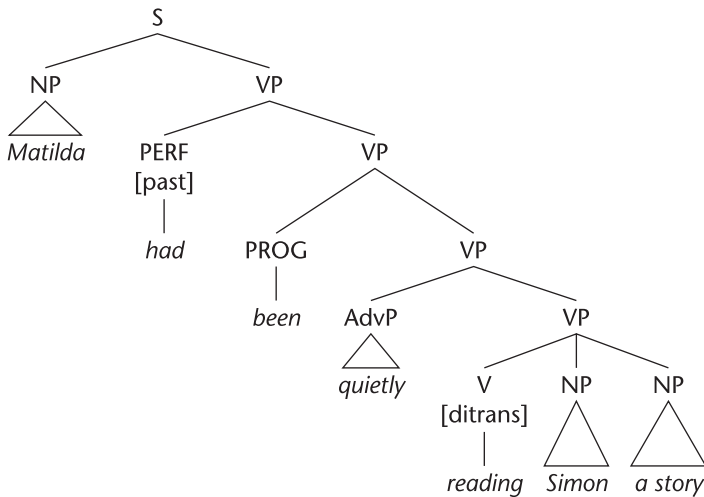 S
NP VP
Matilda PERF VP
[past]
had PROG VP
been AdvP VP
quietly V NP NP
[ditrans]
reading Simon a story